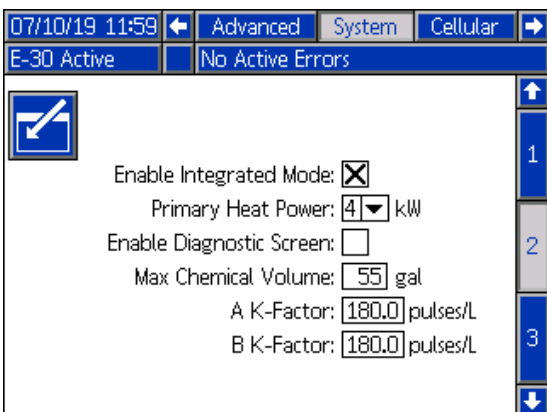 07/10/19 11:59 Advanced System Cellular
E-30 Active No Active Errors
1
Enable Integrated Mode:
Primary Heat Power: 4 kW
Enable Diagnostic Screen:
2
Max Chemical Volume: 55 gal
A K-Factor: 180.0 pulses/L
B K-Factor: 180.0 pulses/L
3